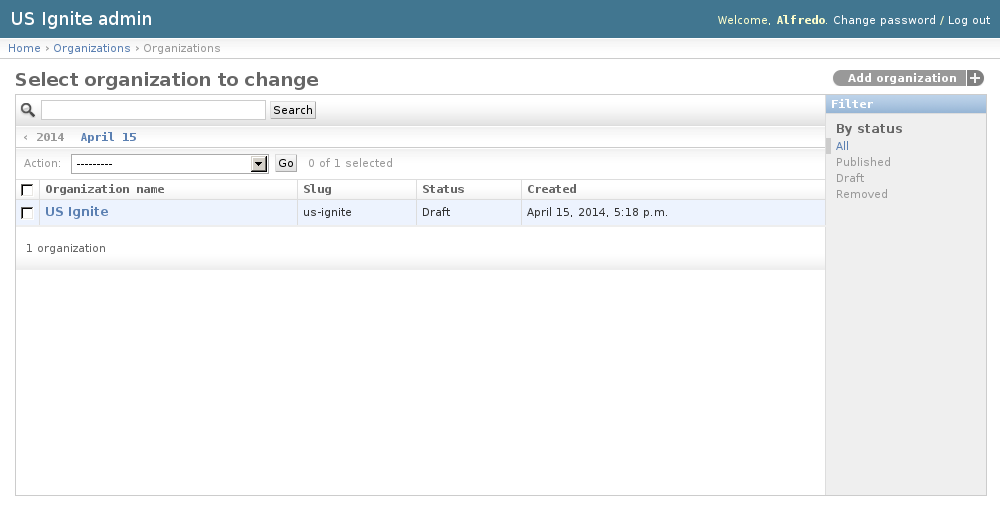 US Ignite admin
Welcome, Alfredo. Change password / Log out
Home › Organizations › Organizations
Select organization to change
Add organization +
Search
‹ 2014 April 15
Action: --------- Go 0 of 1 selected
Organization name Slug Status Created
US Ignite us-ignite Draft April 15, 2014, 5:18 p.m.
1 organization
Filter
By status
All
Published
Draft
Removed